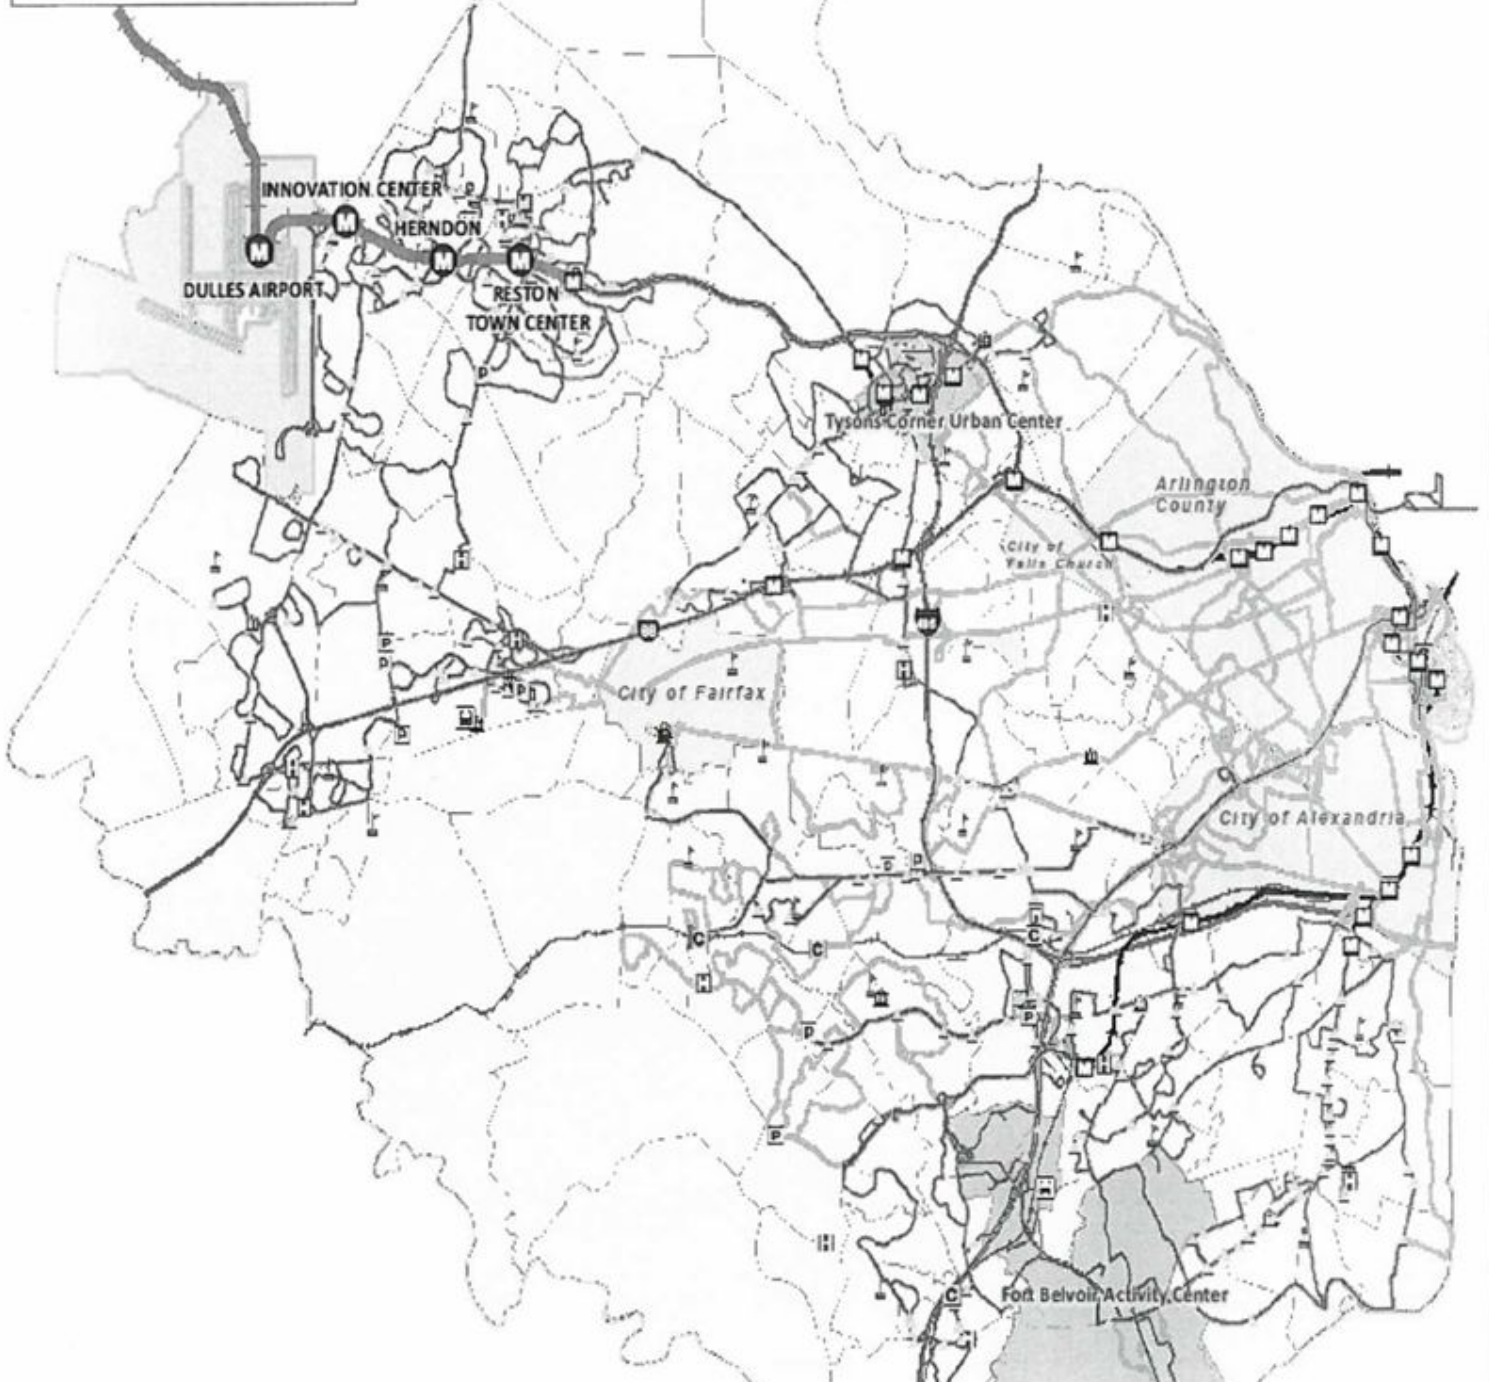 INNOVATION CENTER
M
HERNDON
M
M
M
DULLES AIRPORT
RESTON
TOWN CENTER
P
Tysons Corner Urban Center
Arlington
County
City of
Falls Church
City of Fairfax
P
P
P
P
City of Alexandria
P
C
C
C
P
P
P
C
Fort Belvoir Activity Center